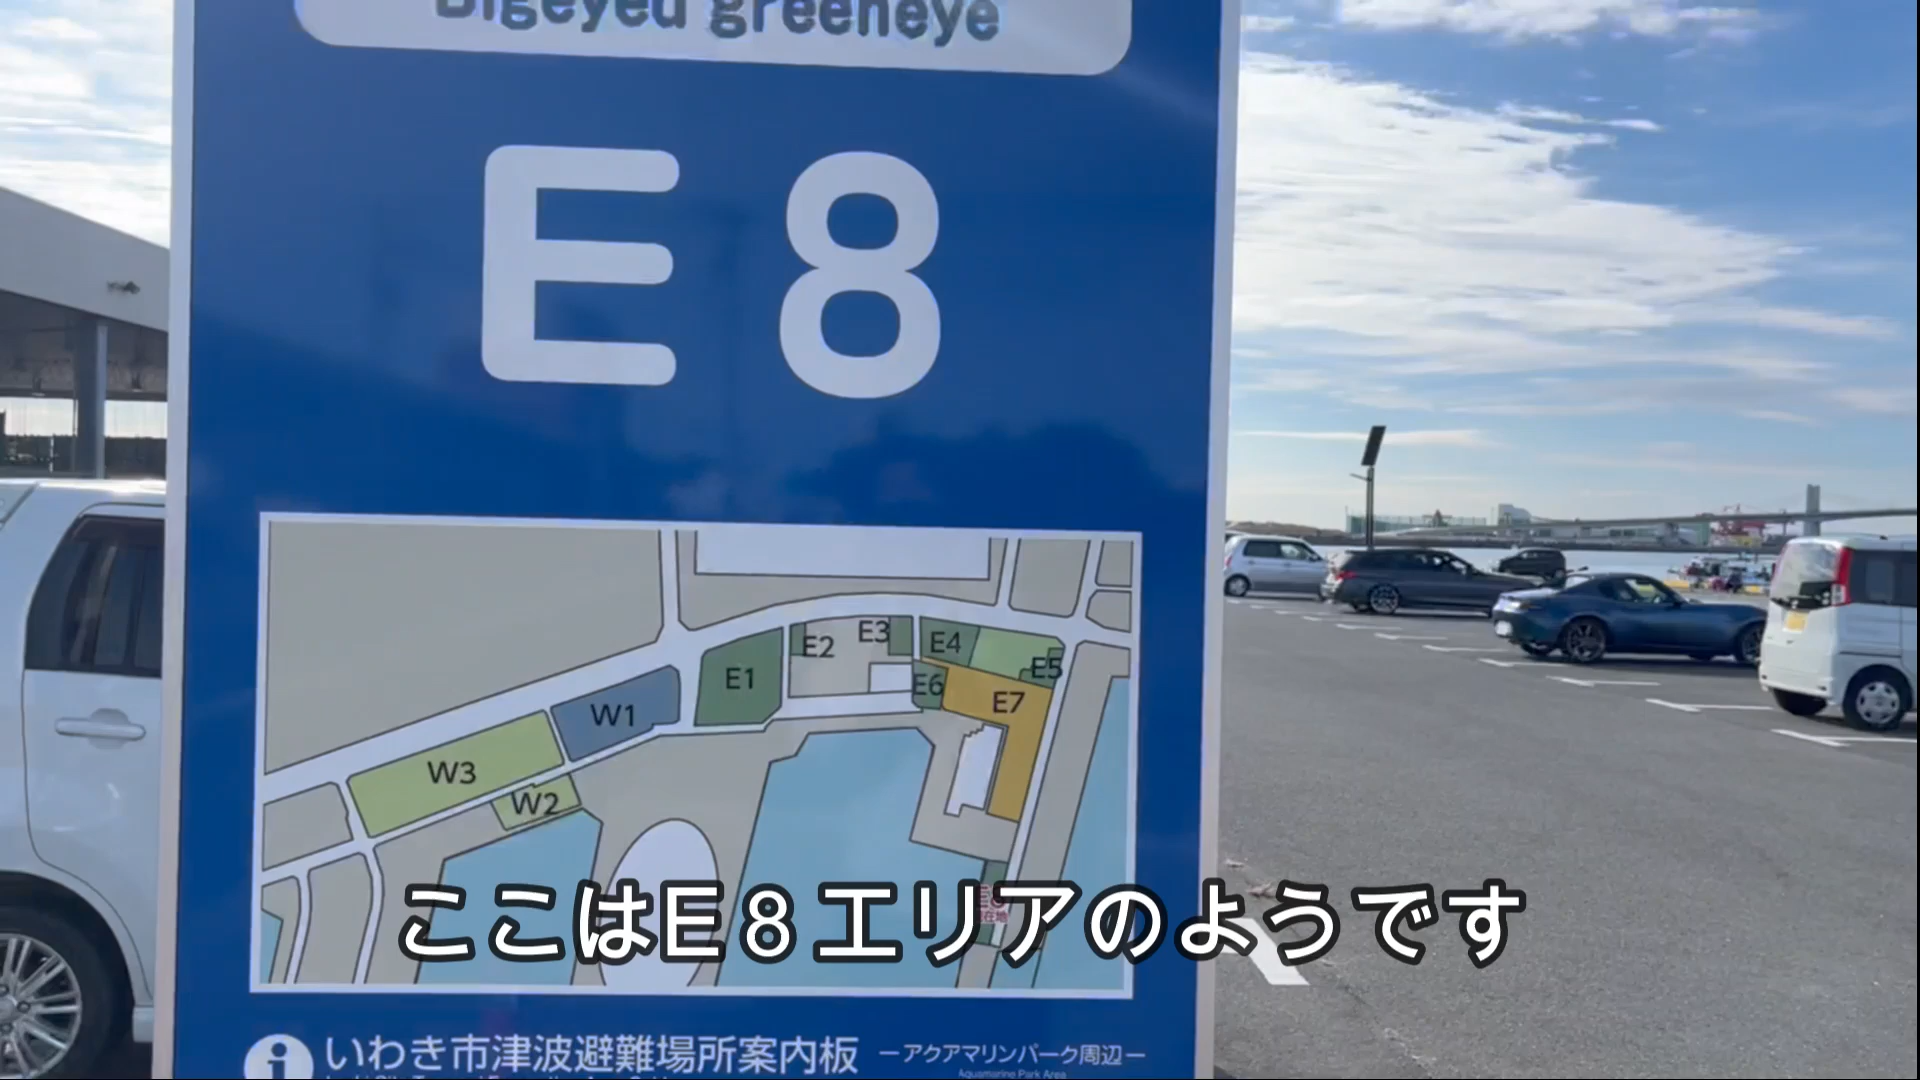 Bigeyed greeneye
E8
E1
E2
E3
E4
E5
E6
E7
W1
W3
W2
ここはE8エリアのようです
いわき市津波避難場所案内板 ーアクアマリンパーク周辺ー
Aquamarine Park Area